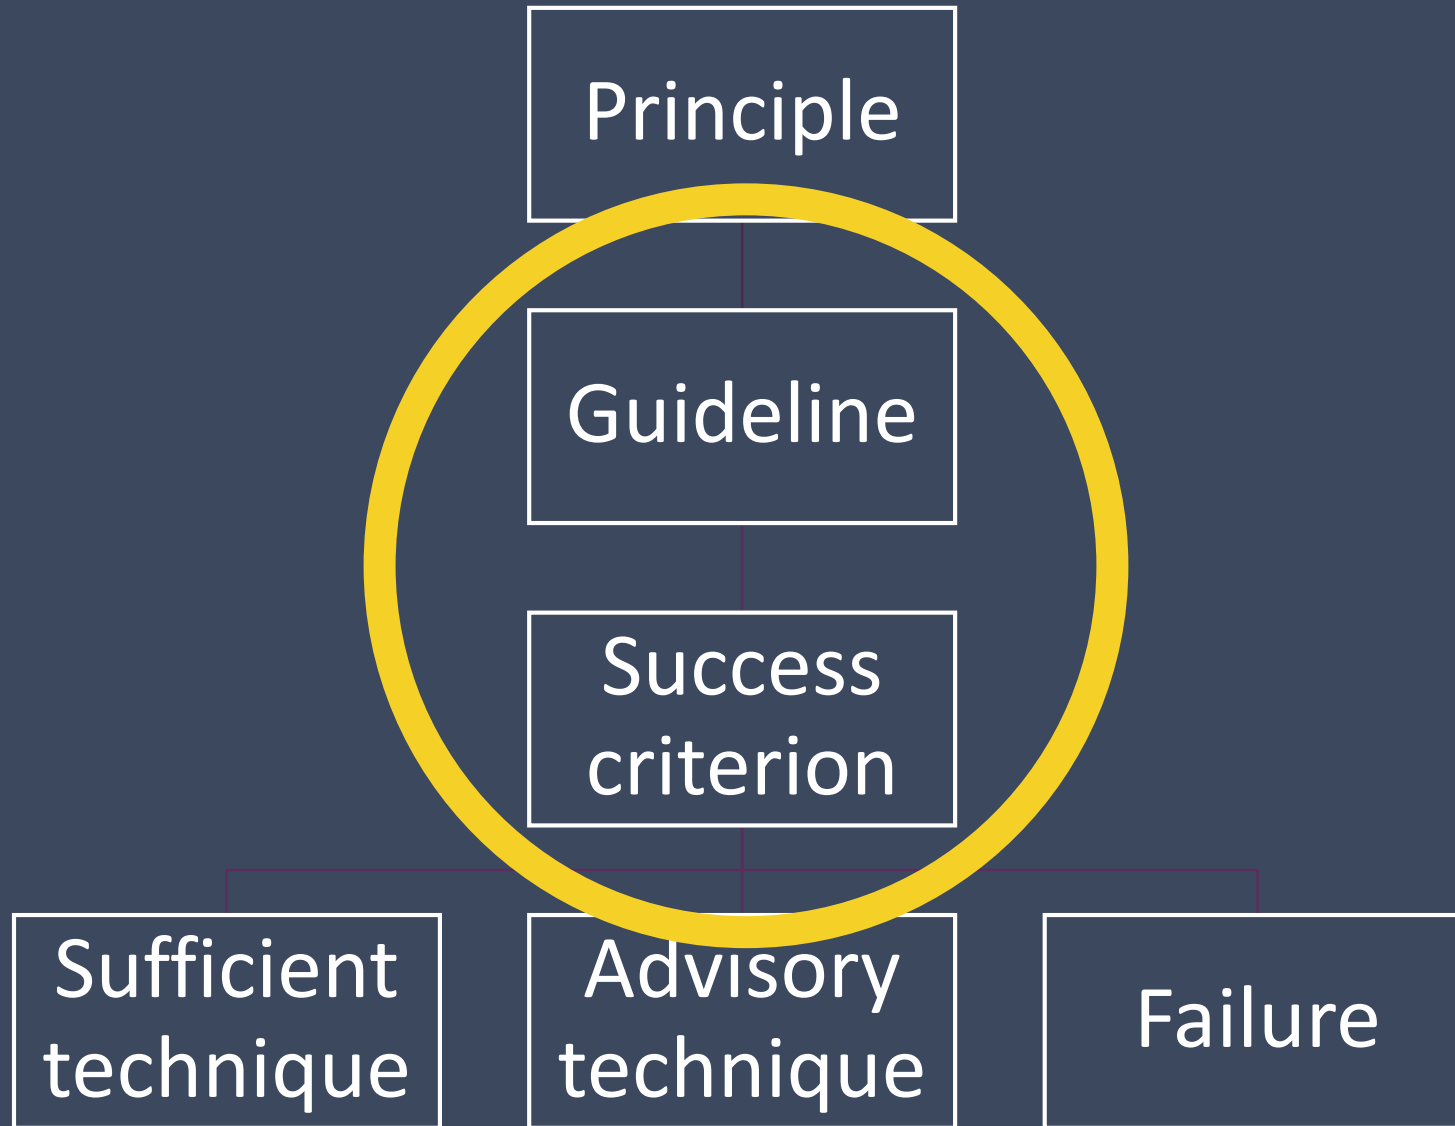 Principle
Guideline
Success
criterion
Sufficient
technique
Advisory
technique
Failure